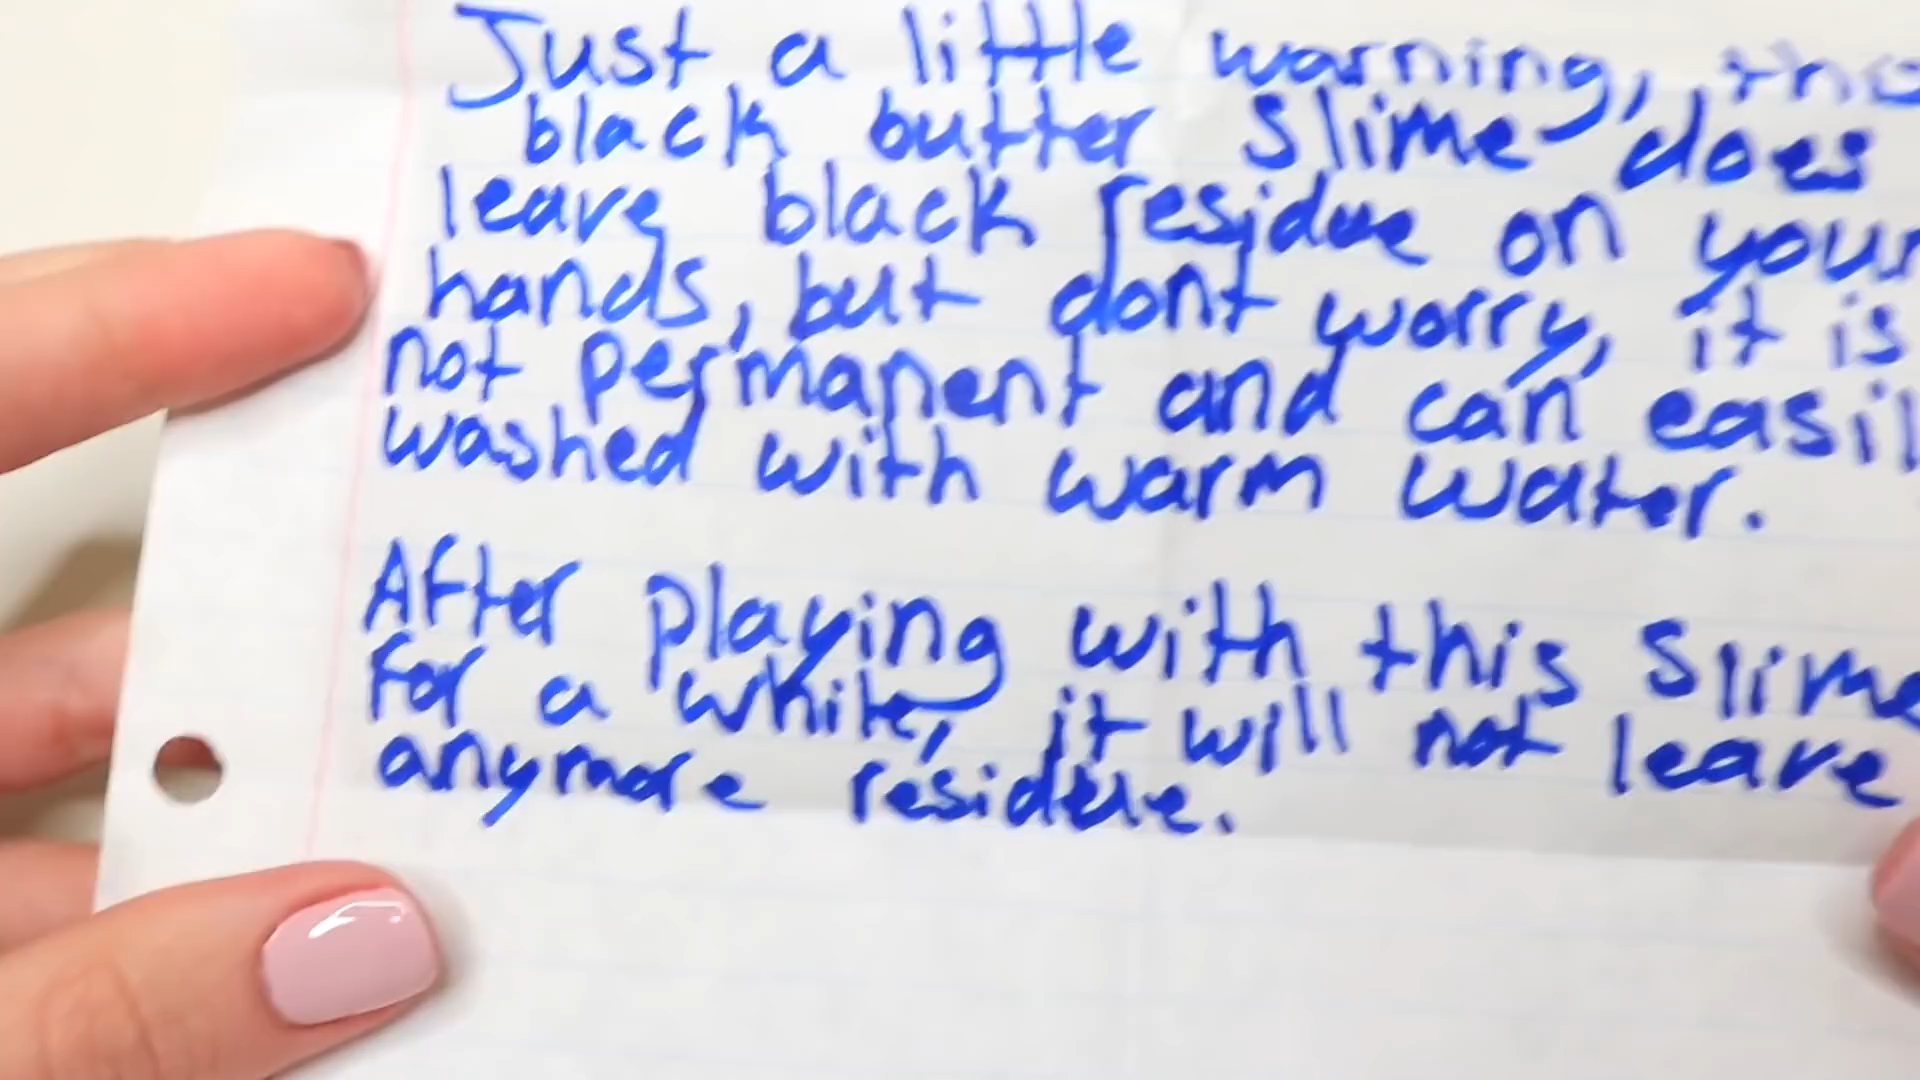 Just a little warning, the
black butter slime does
leave black residue on your
hands, but dont worry, it is
not permanent and can easil
washed with warm water.
After playing with this slime
for a while, it will not leave
anymore residue.